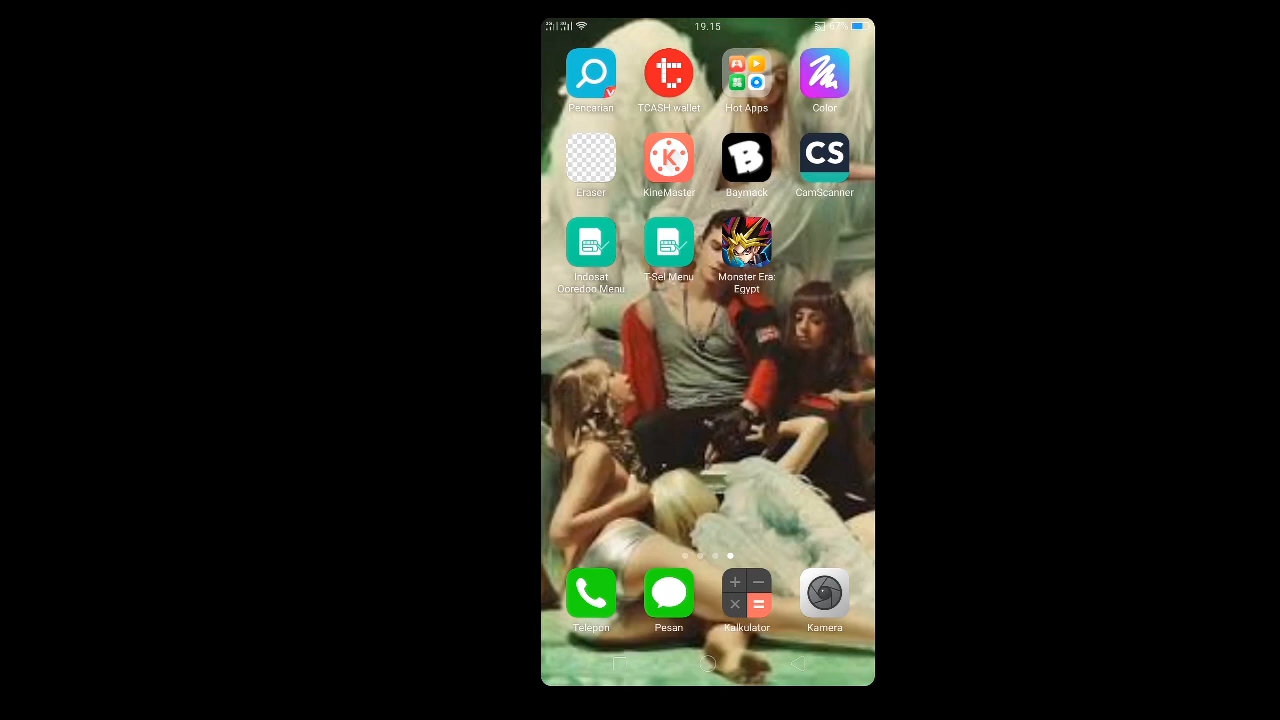 19.15
Pencarian
TCASH wallet
Hot Apps
Color
Eraser
K
KineMaster
B
Baymack
CS
CamScanner
Indosat
Ooredoo Menu
T-Sel Menu
Monster Era:
Egypt
Telepon
Pesan
Kalkulator
Kamera